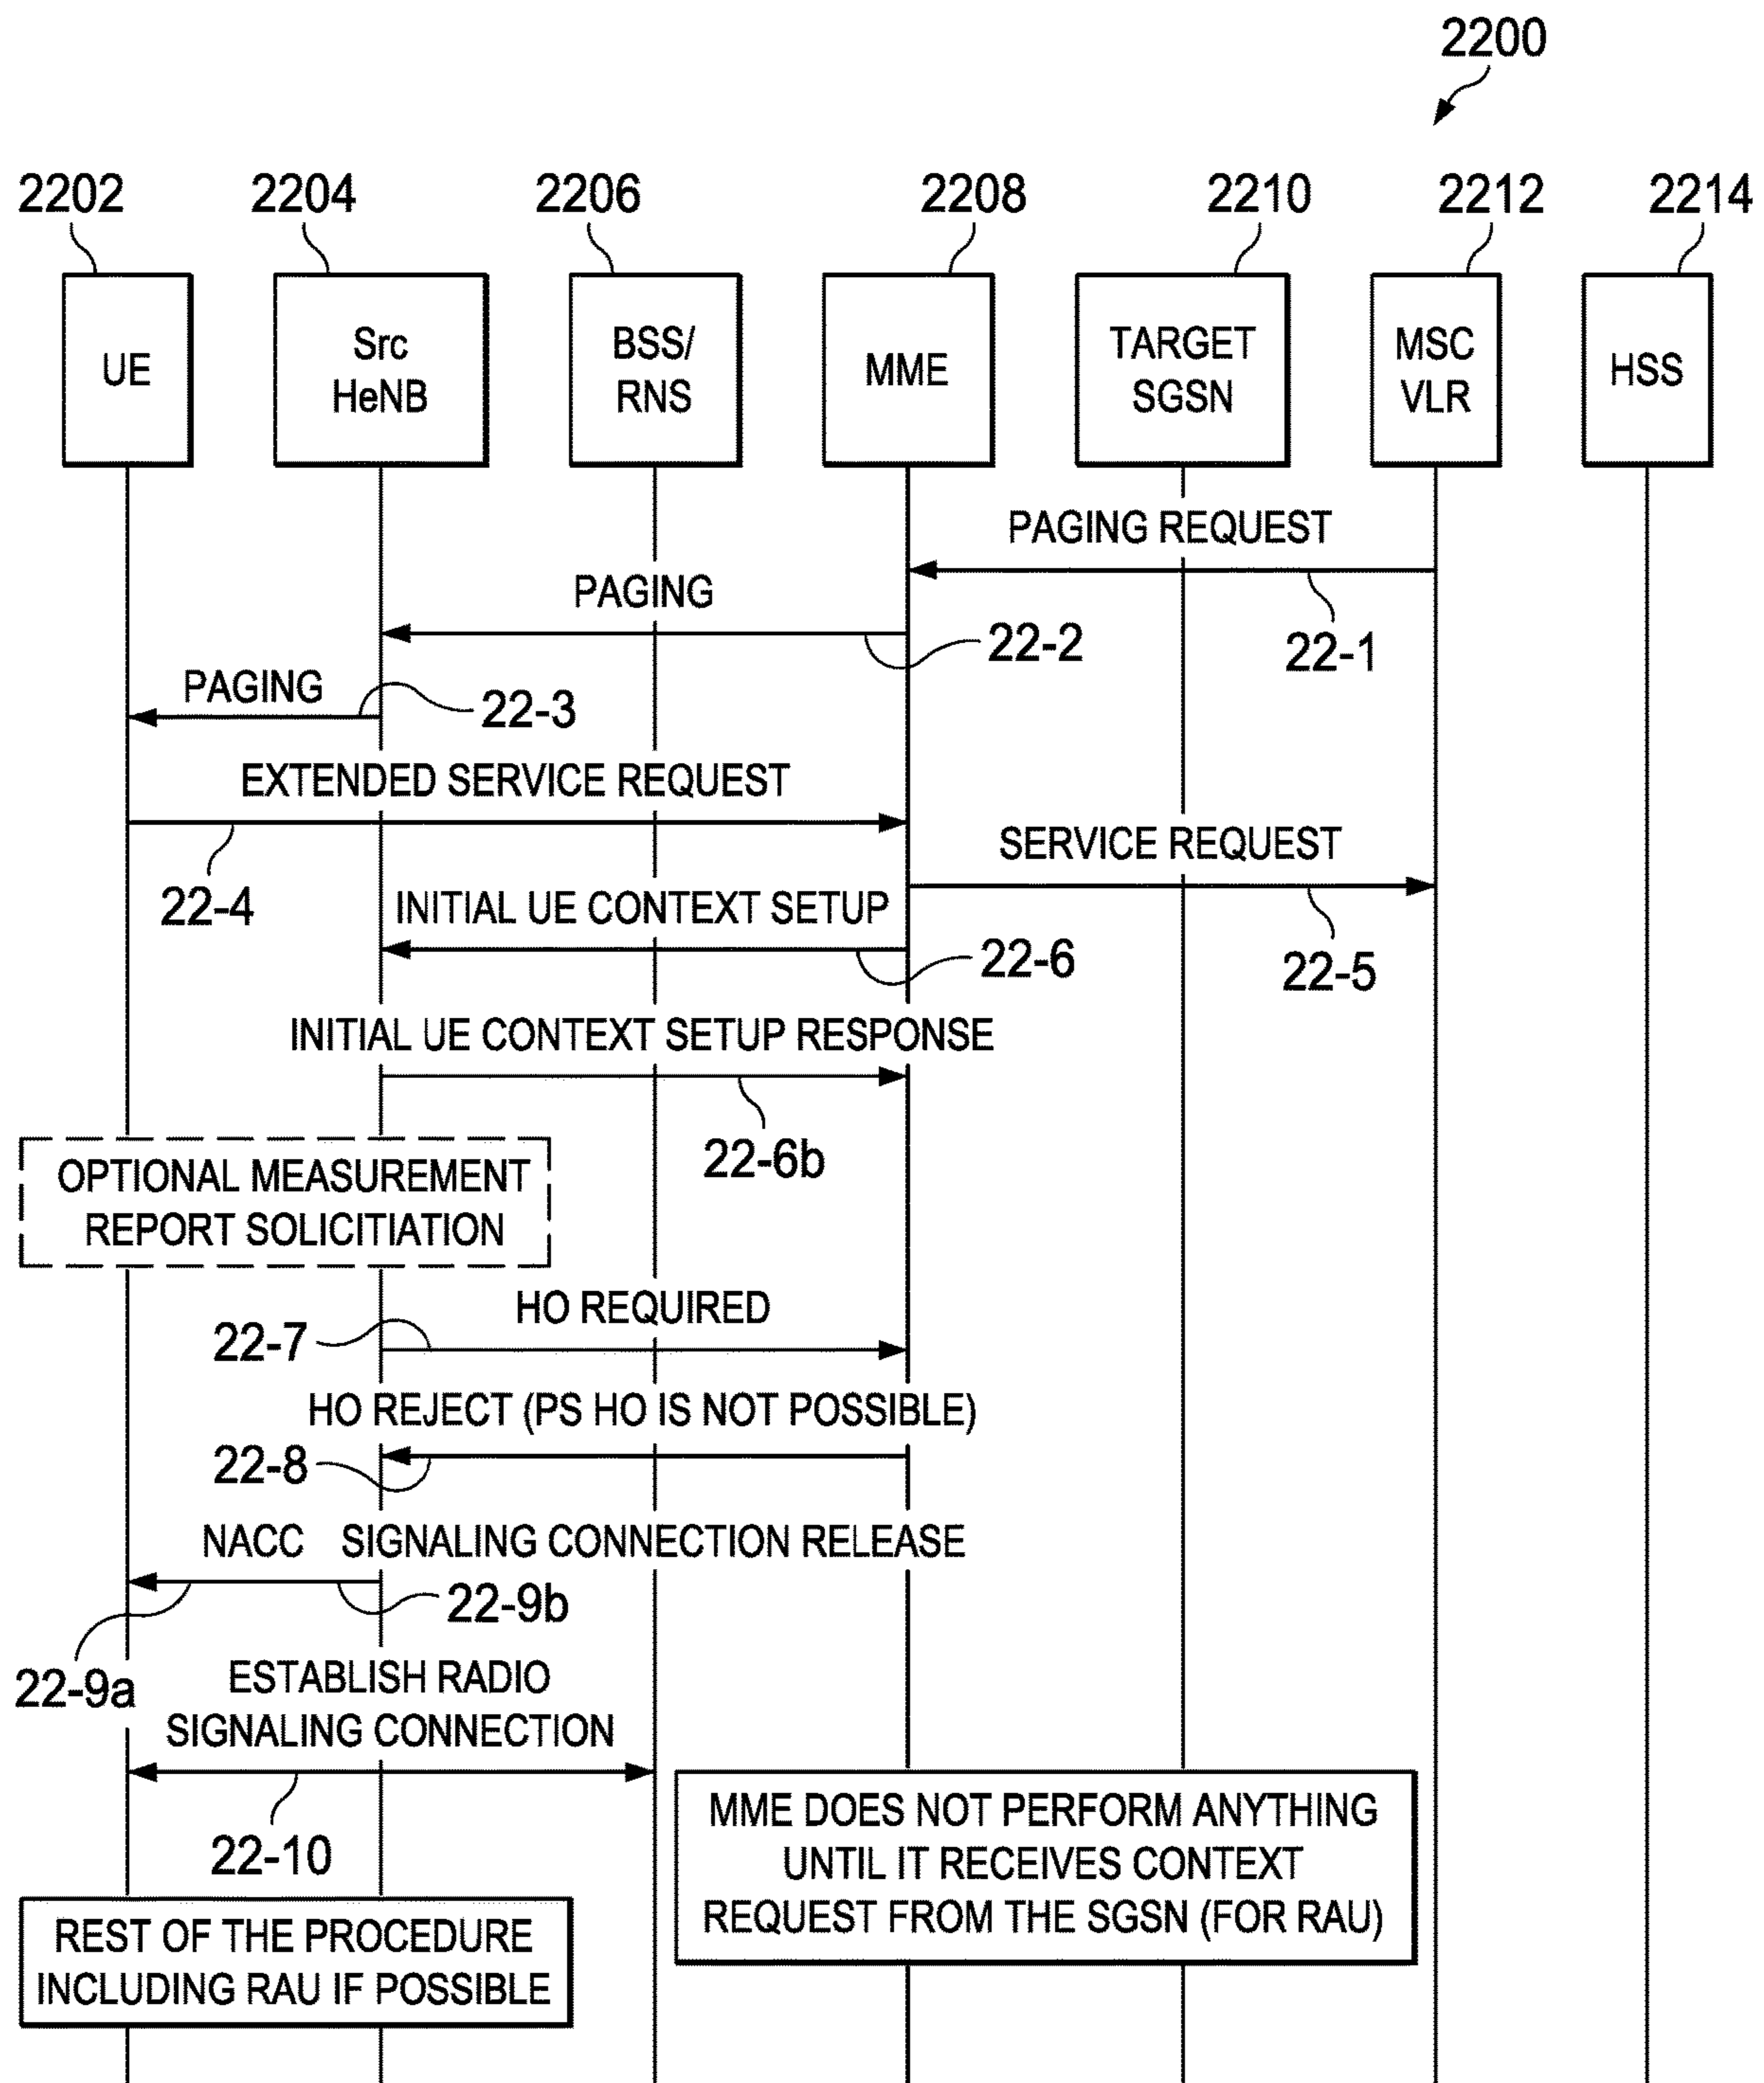 2200
2202
2204
2206
2208
2210
2212
2214
UE
Src
HeNB
BSS/
RNS
MME
TARGET
SGSN
MSC
VLR
HSS
PAGING REQUEST
22-1
PAGING
22-2
PAGING
22-3
EXTENDED SERVICE REQUEST
22-4
SERVICE REQUEST
22-5
INITIAL UE CONTEXT SETUP
22-6
INITIAL UE CONTEXT SETUP RESPONSE
22-6b
OPTIONAL MEASUREMENT
REPORT SOLICITIATION
HO REQUIRED
22-7
HO REJECT (PS HO IS NOT POSSIBLE)
22-8
NACC
SIGNALING CONNECTION RELEASE
22-9b
22-9a
ESTABLISH RADIO
SIGNALING CONNECTION
22-10
MME DOES NOT PERFORM ANYTHING
UNTIL IT RECEIVES CONTEXT
REQUEST FROM THE SGSN (FOR RAU)
REST OF THE PROCEDURE
INCLUDING RAU IF POSSIBLE